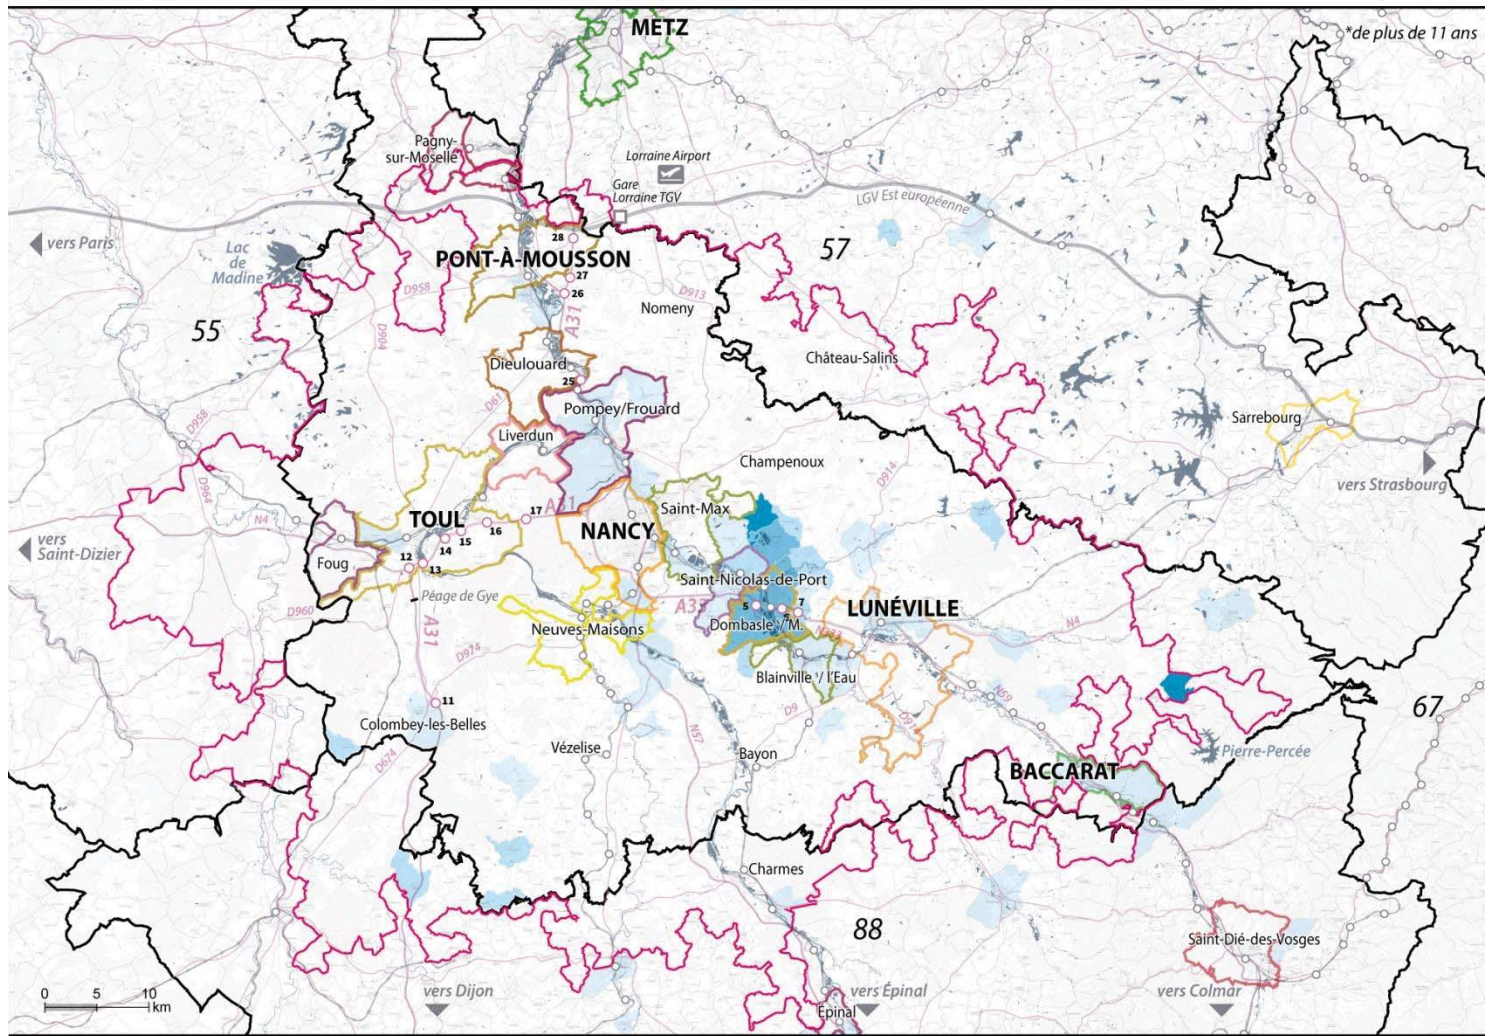 METZ
*de plus de 11 ans
Pagny-
sur-Moselle
Lorraine Airport
Gare
Lorraine TGV
LGV Est européenne
vers Paris
Lac
de
Madine
28
57
PONT-À-MOUSSON
27
D958
26
D913
Nomeny
55
A31
D904
Château-Salins
Dieulouard
25
D61
Pompey/Frouard
Sarrebourg
D958
Liverdun
Champenoux
D914
vers Strasbourg
D964
N4
A31
17
Saint-Max
TOUL
16
NANCY
15
14
vers
Saint-Dizier
Foug
12
13
Saint-Nicolas-de-Port
Péage de Gye
A33
5
7
LUNÉVILLE
D960
Dombasle s/ M.
N4
Neuves-Maisons
A31
D974
Blainville s/ l'Eau
N59
11
D9
67
Colombey-les-Belles
N57
Vézelise
Bayon
D674
Pierre-Percée
BACCARAT
Charmes
88
Saint-Dié-des-Vosges
vers Dijon
vers Épinal
vers Colmar
0 5 10
km
Épinal